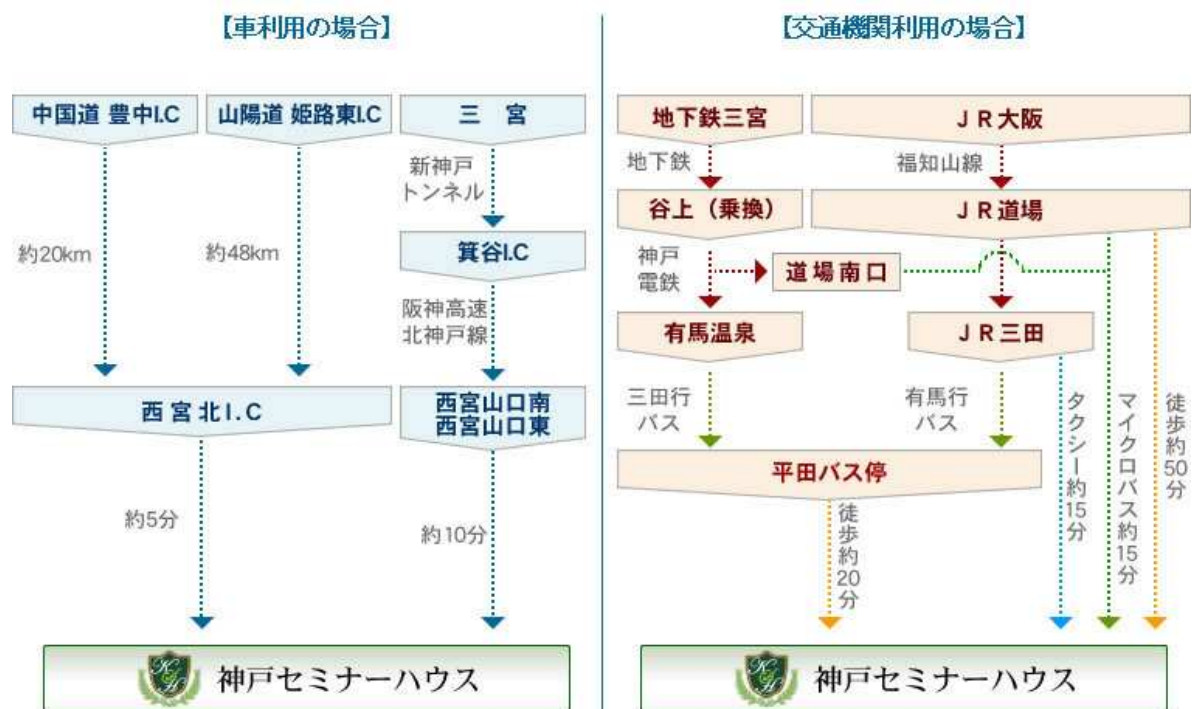 【車利用の場合】
中国道 豊中I.C
山陽道 姫路東I.C
三 宮
新神戸
トンネル
約20km
約48km
箕谷I.C
阪神高速
北神戸線
西宮北I.C
西宮山口南
西宮山口東
約5分
約10分
KSH
神戸セミナーハウス
【交通機関利用の場合】
地下鉄三宮
JR大阪
地下鉄
福知山線
谷上（乗換）
JR道場
神戸
電鉄
道場南口
有馬温泉
JR三田
三田行
バス
有馬行
バス
タクシー約15分
マイクロバス約15分
徒歩約50分
平田バス停
徒歩約20分
KSH
神戸セミナーハウス